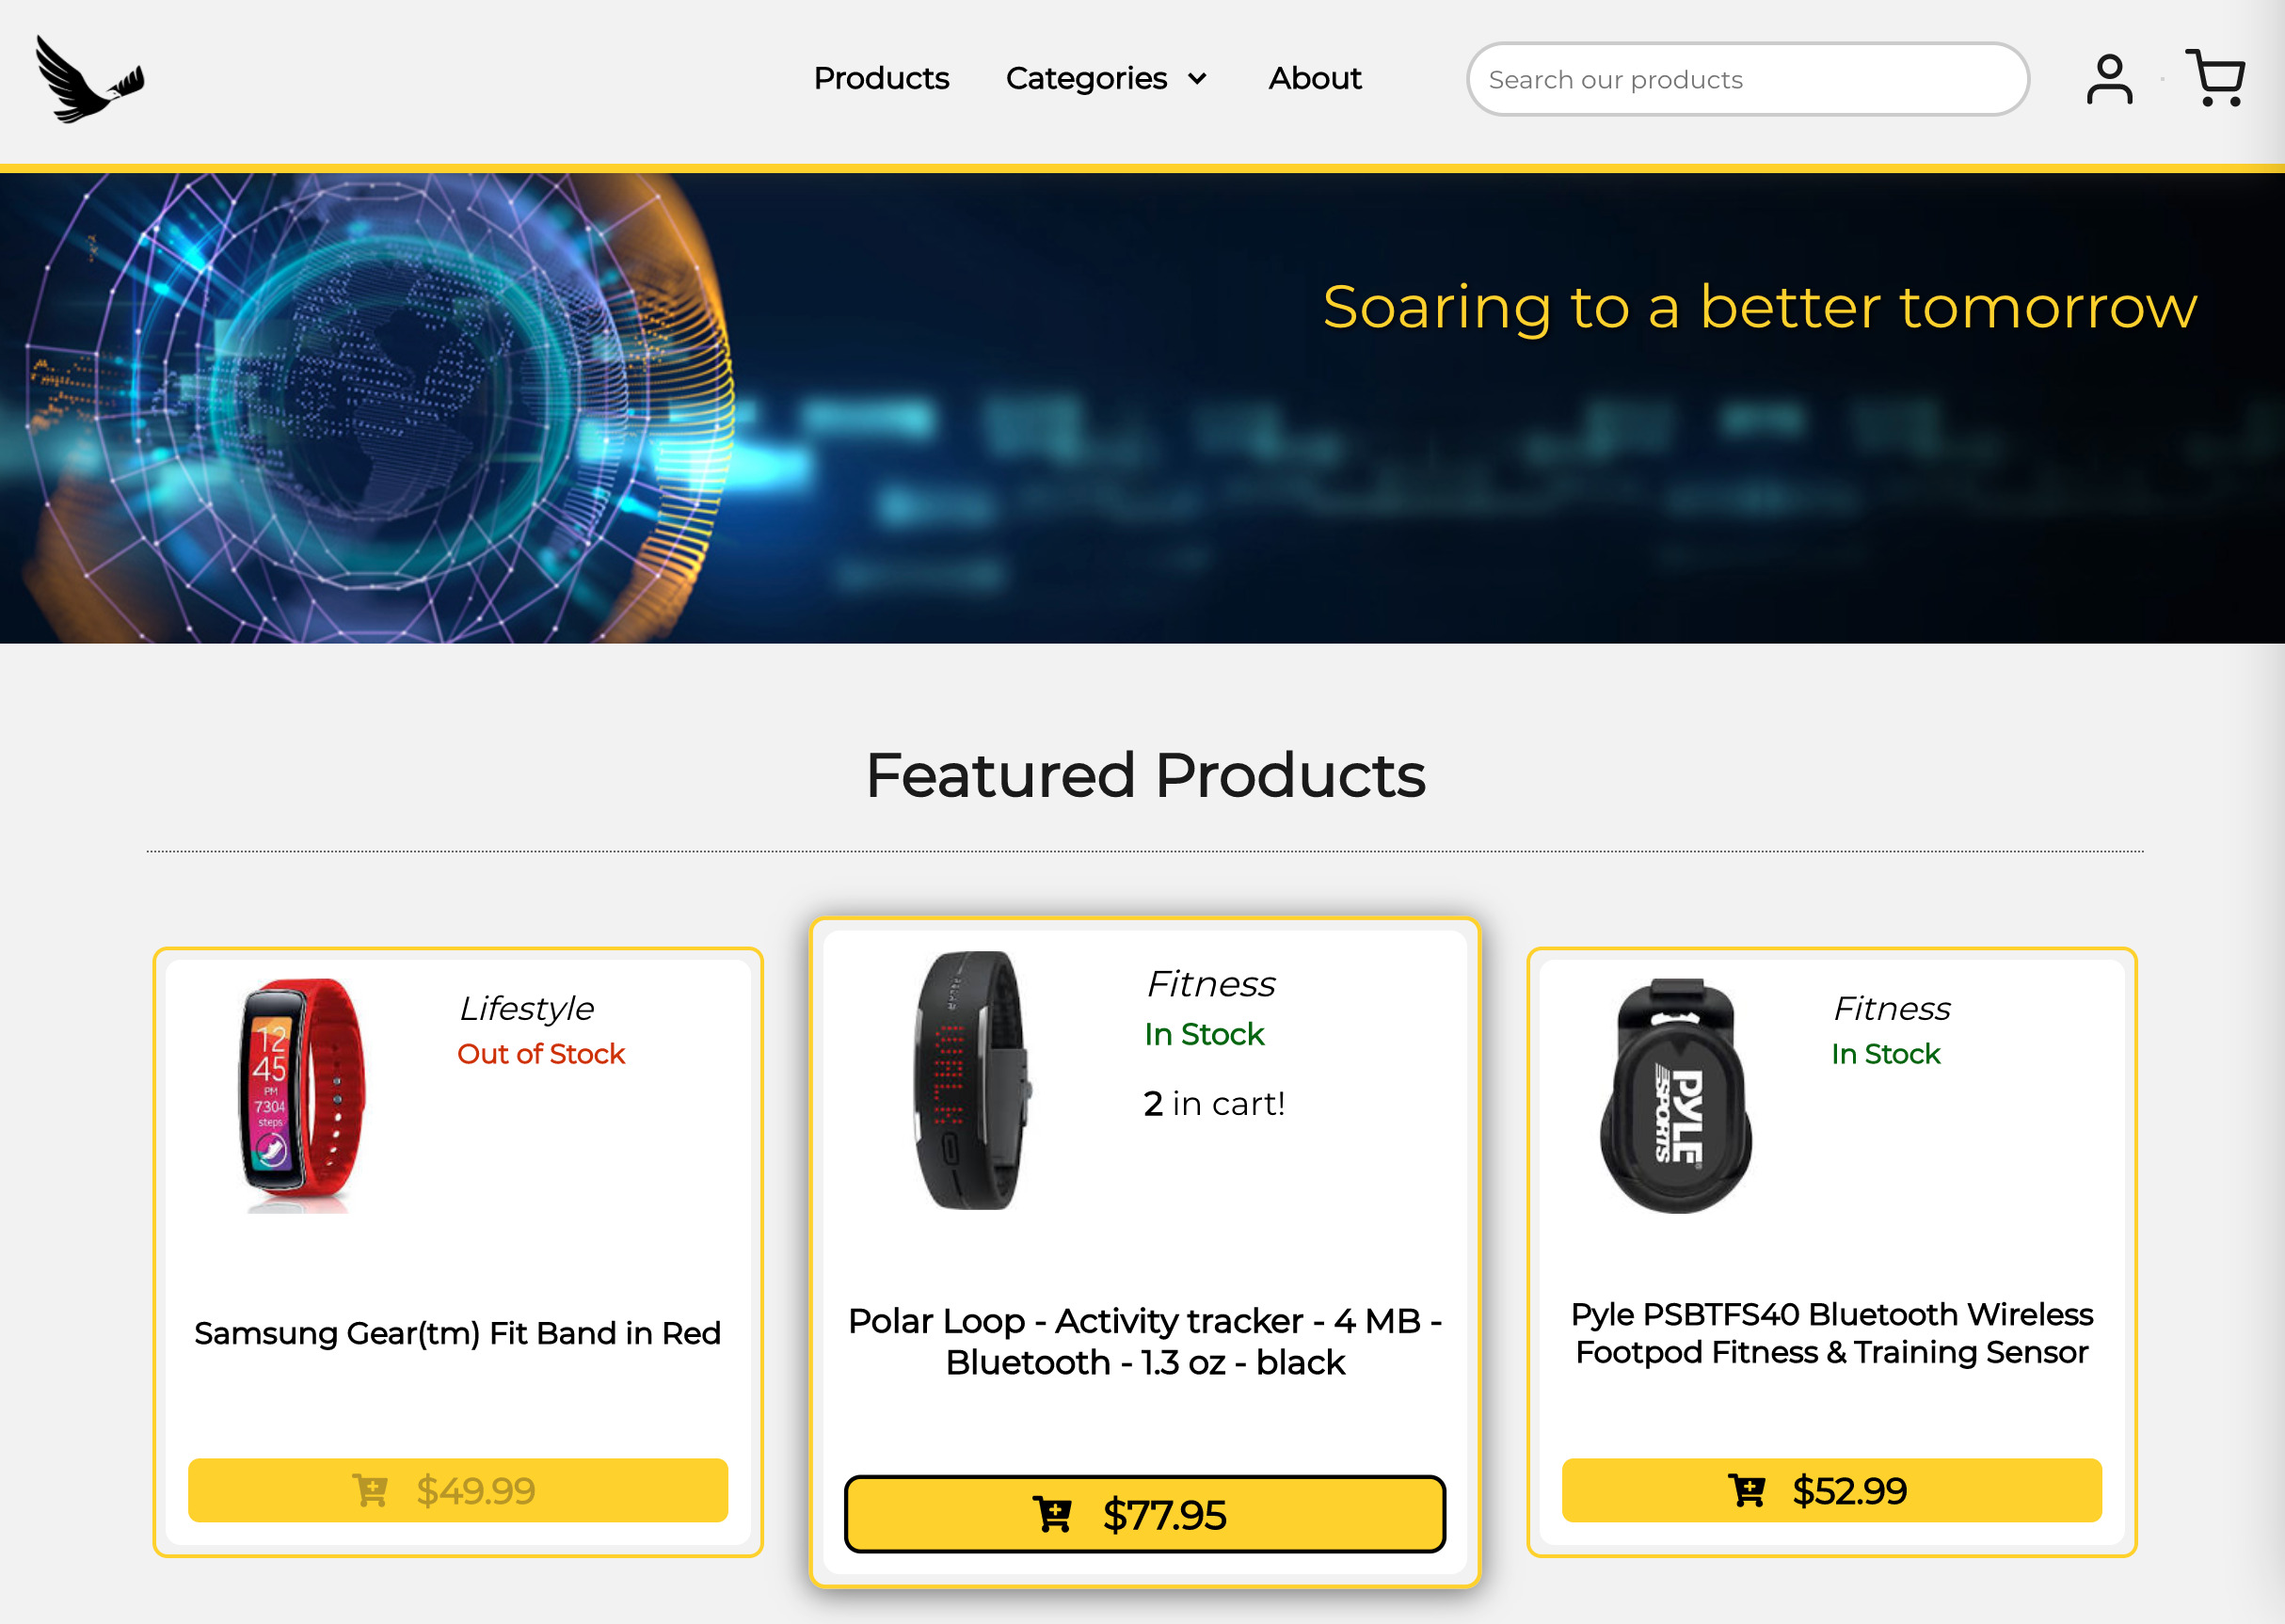 Products Categories About Search our products
Soaring to a better tomorrow
Featured Products
Lifestyle
Out of Stock
12
45
PM
7304
steps
Samsung Gear(tm) Fit Band in Red
$49.99
Fitness
In Stock
2 in cart!
POLAR
Polar Loop - Activity tracker - 4 MB -
Bluetooth - 1.3 oz - black
$77.95
Fitness
In Stock
PYLE®
SPORTS
Pyle PSBTFS40 Bluetooth Wireless
Footpod Fitness & Training Sensor
$52.99